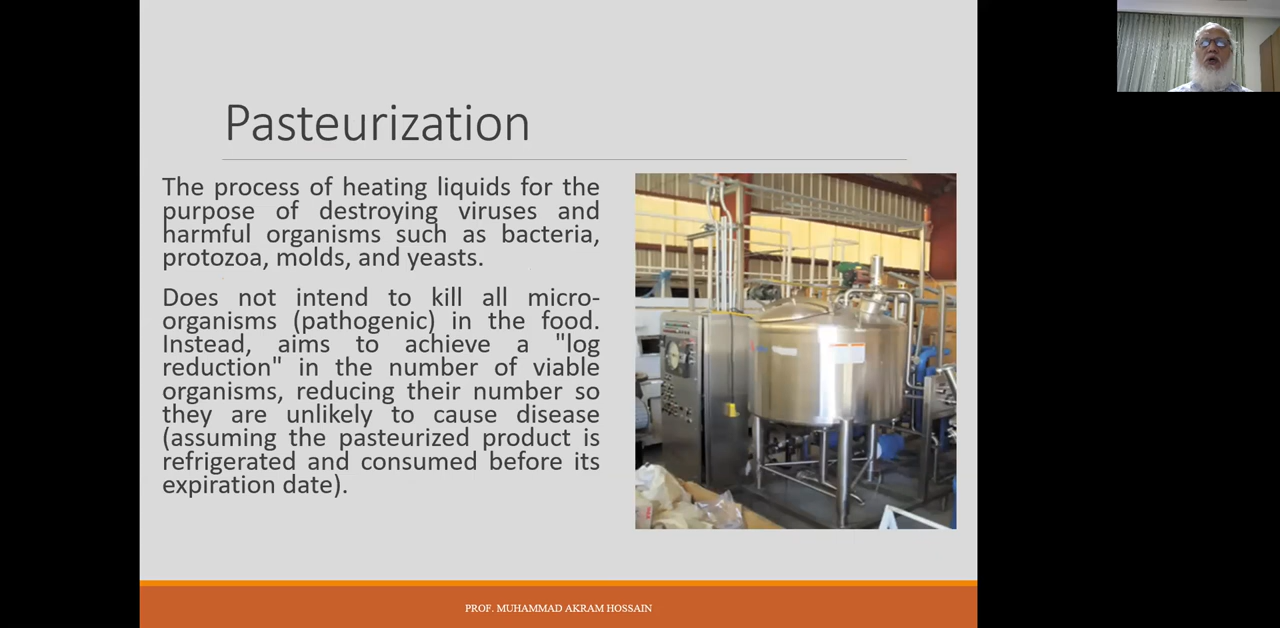 Pasteurization
The process of heating liquids for the
purpose of destroying viruses and
harmful organisms such as bacteria,
protozoa, molds, and yeasts.
Does not intend to kill all micro-
organisms (pathogenic) in the food.
Instead, aims to achieve a "log
reduction" in the number of viable
organisms, reducing their number so
they are unlikely to cause disease
(assuming the pasteurized product is
refrigerated and consumed before its
expiration date).
PROF. MUHAMMAD AKRAM HOSSAIN